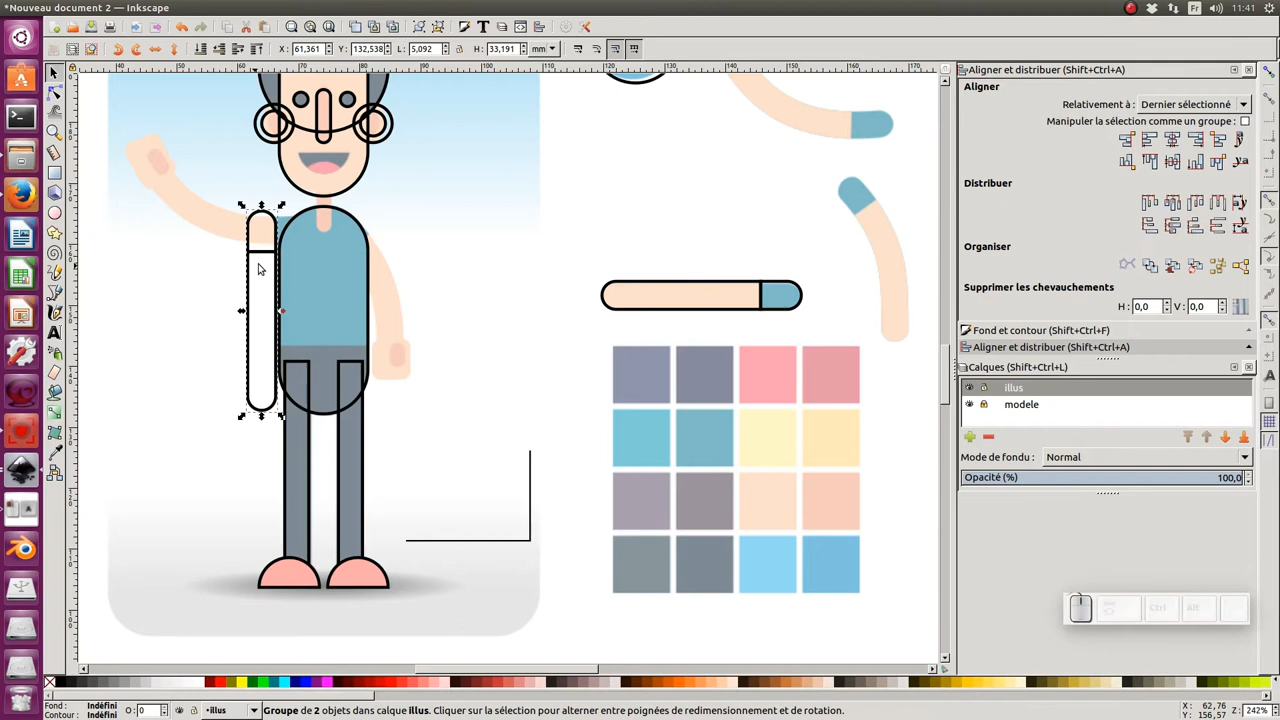 *Nouveau document 2 - Inkscape
Fr
11:41
X :
61,361
Y :
132,538
L :
5,092
H :
33,191
mm
Aligner et distribuer (Shift+Ctrl+A)
Aligner
Relativement à :
Dernier sélectionné
Manipuler la sélection comme un groupe :
Distribuer
Organiser
Supprimer les chevauchements
H :
0,0
V :
0,0
Fond et contour (Shift+Ctrl+F)
Aligner et distribuer (Shift+Ctrl+A)
Calques (Shift+Ctrl+L)
illus
modele
Mode de fondu :
Normal
Opacité (%)
100,0
Ctrl
Alt
Fond :
Indéfini
Contour :
Indéfini
O :
0
•illus
Groupe de 2 objets dans calque illus. Cliquer sur la sélection pour alterner entre poignées de redimensionnement et de rotation.
X :
62,76
Y :
156,57
Z :
242%